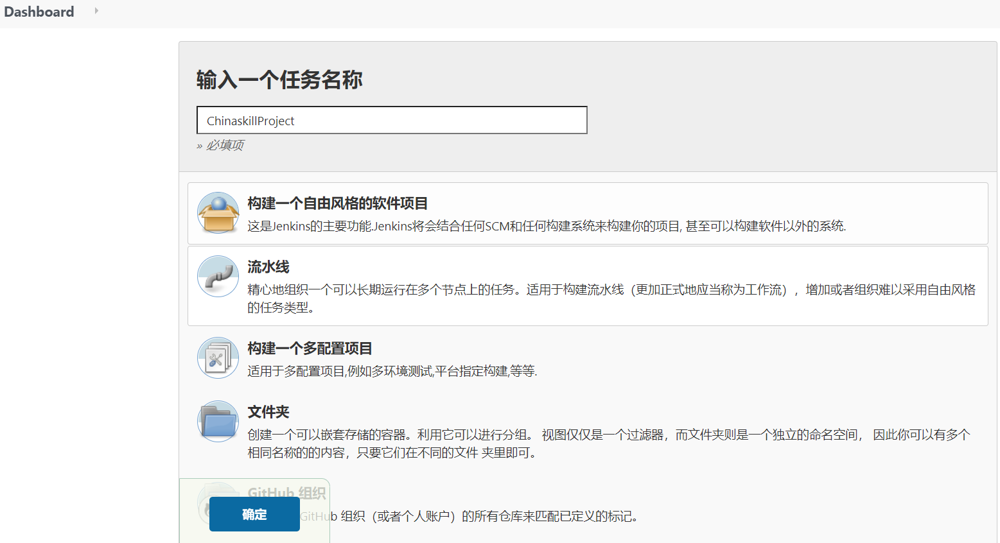 Dashboard
输入一个任务名称
ChinaskillProject
» 必填项
构建一个自由风格的软件项目
这是Jenkins的主要功能.Jenkins将会结合任何SCM和任何构建系统来构建你的项目, 甚至可以构建软件以外的系统.
流水线
精心地组织一个可以长期运行在多个节点上的任务。适用于构建流水线（更加正式地应当称为工作流），增加或者组织难以采用自由风格
的任务类型。
构建一个多配置项目
适用于多配置项目,例如多环境测试,平台指定构建,等等.
文件夹
创建一个可以嵌套存储的容器。利用它可以进行分组。 视图仅仅是一个过滤器，而文件夹则是一个独立的命名空间， 因此你可以有多个
相同名称的的内容，只要它们在不同的文件 夹里即可。
GitHub 组织
确定
GitHub 组织（或者个人账户）的所有仓库来匹配已定义的标记。